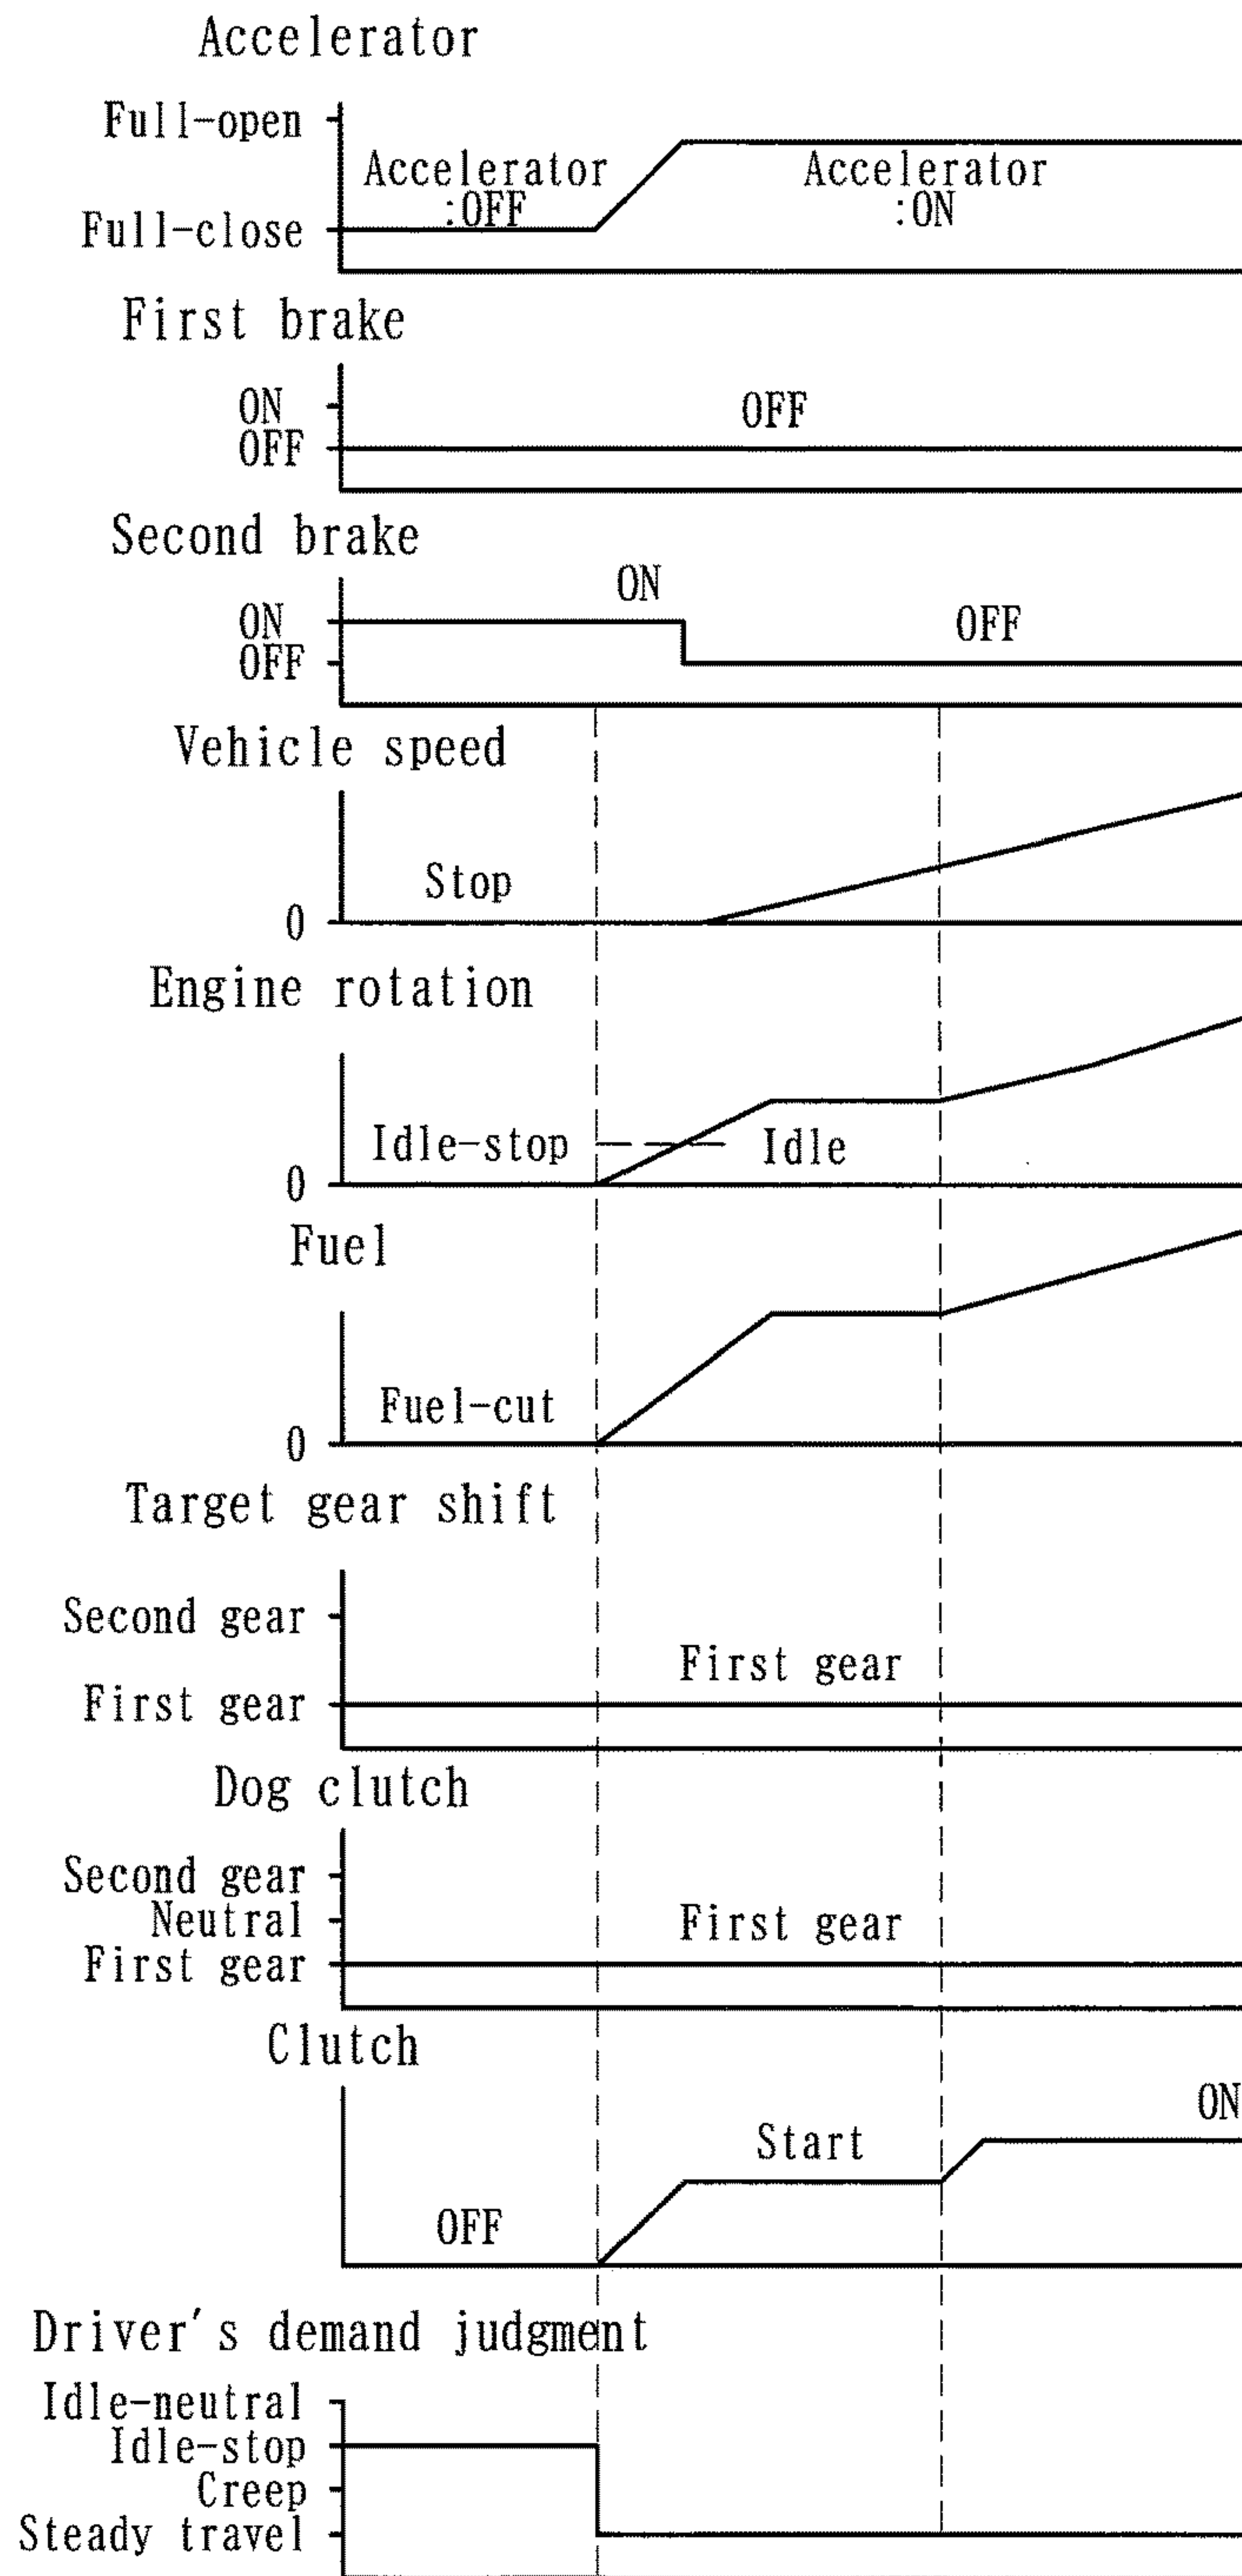 Accelerator
Full-open
Accelerator
:OFF
Accelerator
:ON
Full-close
First brake
ON
OFF
OFF
Second brake
ON
ON
OFF
OFF
Vehicle speed
Stop
0
Engine rotation
Idle-stop
Idle
0
Fuel
Fuel-cut
0
Target gear shift
Second gear
First gear
First gear
Dog clutch
Second gear
Neutral
First gear
First gear
Clutch
ON
Start
OFF
Driver's demand judgment
Idle-neutral
Idle-stop
Creep
Steady travel